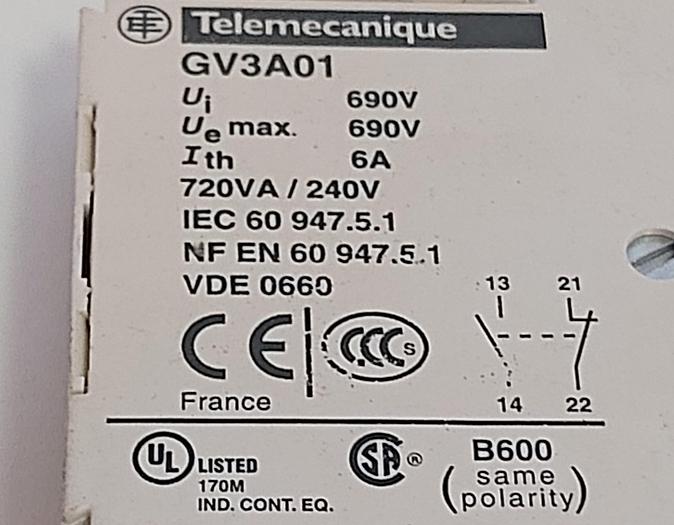 Telemecanique
GV3A01
Ui 690V
Ue max. 690V
Ith 6A
720VA / 240V
IEC 60 947.5.1
NF EN 60 947.5.1
VDE 0660
CE CCC S
13 21
14 22
France
UL LISTED
170M
IND. CONT. EQ.
SA ®
B600
(same
polarity)